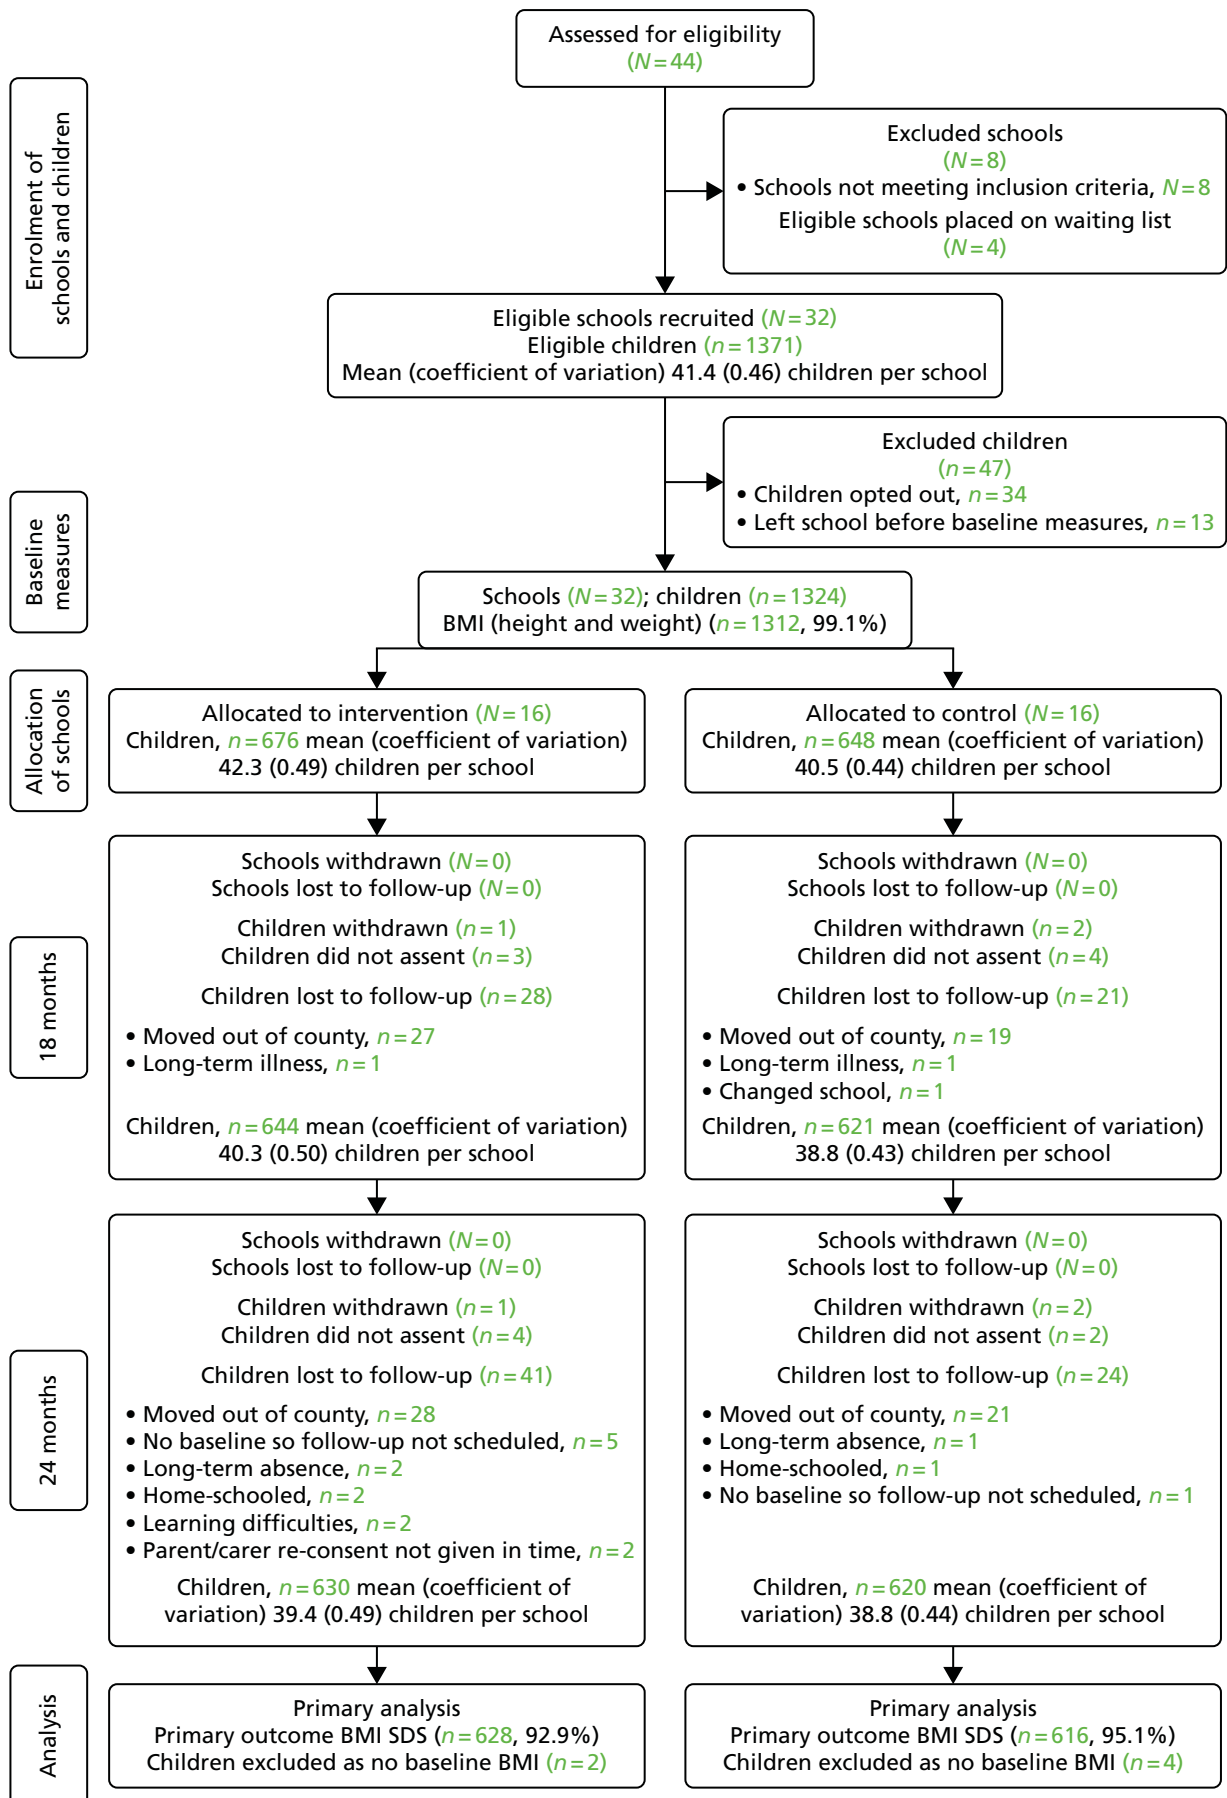 Assessed for eligibility
(N=44)
Enrolment of
schools and children
Excluded schools
(N=8)
• Schools not meeting inclusion criteria, N=8
Eligible schools placed on waiting list
(N=4)
Eligible schools recruited (N=32)
Eligible children (n=1371)
Mean (coefficient of variation) 41.4 (0.46) children per school
Excluded children
(n=47)
• Children opted out, n=34
• Left school before baseline measures, n=13
Baseline
measures
Schools (N=32); children (n=1324)
BMI (height and weight) (n=1312, 99.1%)
Allocation
of schools
Allocated to intervention (N=16)
Children, n=676 mean (coefficient of variation)
42.3 (0.49) children per school
Allocated to control (N=16)
Children, n=648 mean (coefficient of variation)
40.5 (0.44) children per school
18 months
Schools withdrawn (N=0)
Schools lost to follow-up (N=0)
Children withdrawn (n=1)
Children did not assent (n=3)
Children lost to follow-up (n=28)
• Moved out of county, n=27
• Long-term illness, n=1
Children, n=644 mean (coefficient of variation)
40.3 (0.50) children per school
Schools withdrawn (N=0)
Schools lost to follow-up (N=0)
Children withdrawn (n=2)
Children did not assent (n=4)
Children lost to follow-up (n=21)
• Moved out of county, n=19
• Long-term illness, n=1
• Changed school, n=1
Children, n=621 mean (coefficient of variation)
38.8 (0.43) children per school
24 months
Schools withdrawn (N=0)
Schools lost to follow-up (N=0)
Children withdrawn (n=1)
Children did not assent (n=4)
Children lost to follow-up (n=41)
• Moved out of county, n=28
• No baseline so follow-up not scheduled, n=5
• Long-term absence, n=2
• Home-schooled, n=2
• Learning difficulties, n=2
• Parent/carer re-consent not given in time, n=2
Children, n=630 mean (coefficient of
variation) 39.4 (0.49) children per school
Schools withdrawn (N=0)
Schools lost to follow-up (N=0)
Children withdrawn (n=2)
Children did not assent (n=2)
Children lost to follow-up (n=24)
• Moved out of county, n=21
• Long-term absence, n=1
• Home-schooled, n=1
• No baseline so follow-up not scheduled, n=1
Children, n=620 mean (coefficient of
variation) 38.8 (0.44) children per school
Analysis
Primary analysis
Primary outcome BMI SDS (n=628, 92.9%)
Children excluded as no baseline BMI (n=2)
Primary analysis
Primary outcome BMI SDS (n=616, 95.1%)
Children excluded as no baseline BMI (n=4)